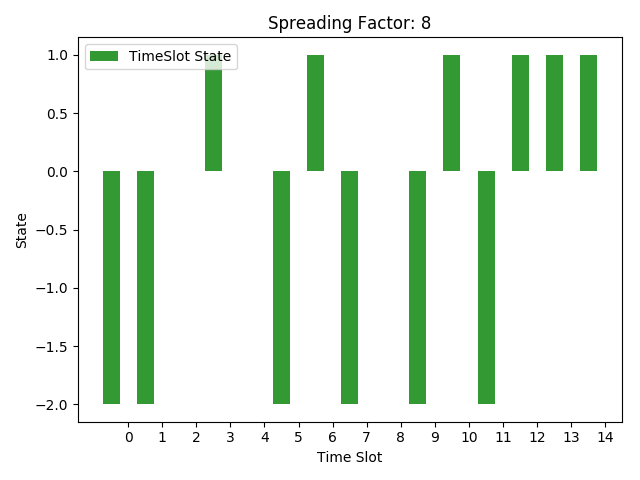 Spreading Factor: 8
TimeSlot State
1.0
0.5
0.0
−0.5
−1.0
−1.5
−2.0
State
0 1 2 3 4 5 6 7 8 9 10 11 12 13 14
Time Slot